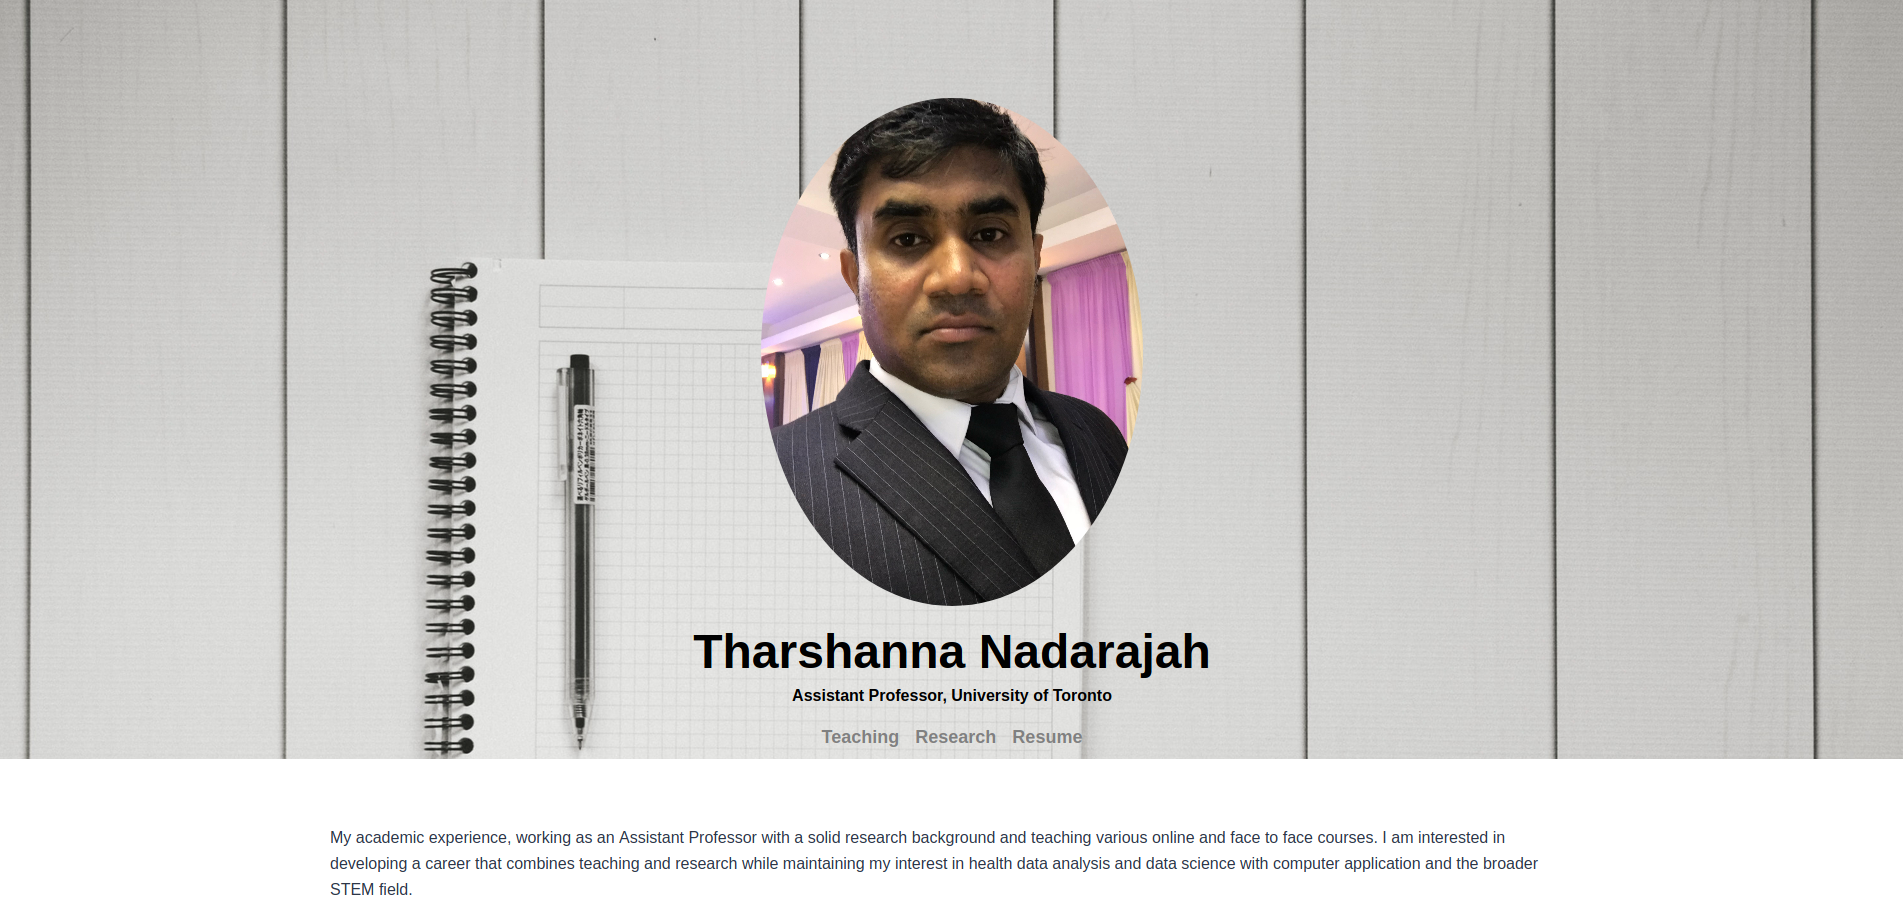 Tharshanna Nadarajah
Assistant Professor, University of Toronto
Teaching Research Resume
My academic experience, working as an Assistant Professor with a solid research background and teaching various online and face to face courses. I am interested in
developing a career that combines teaching and research while maintaining my interest in health data analysis and data science with computer application and the broader
STEM field.